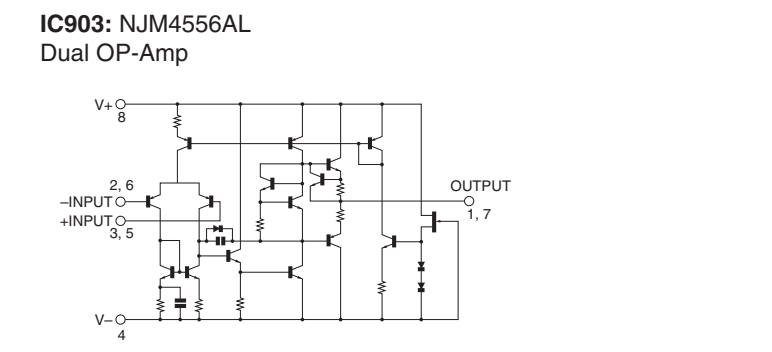 IC903: NJM4556AL
Dual OP-Amp
V+
8
2, 6
–INPUT
+INPUT
3, 5
OUTPUT
1, 7
V–
4